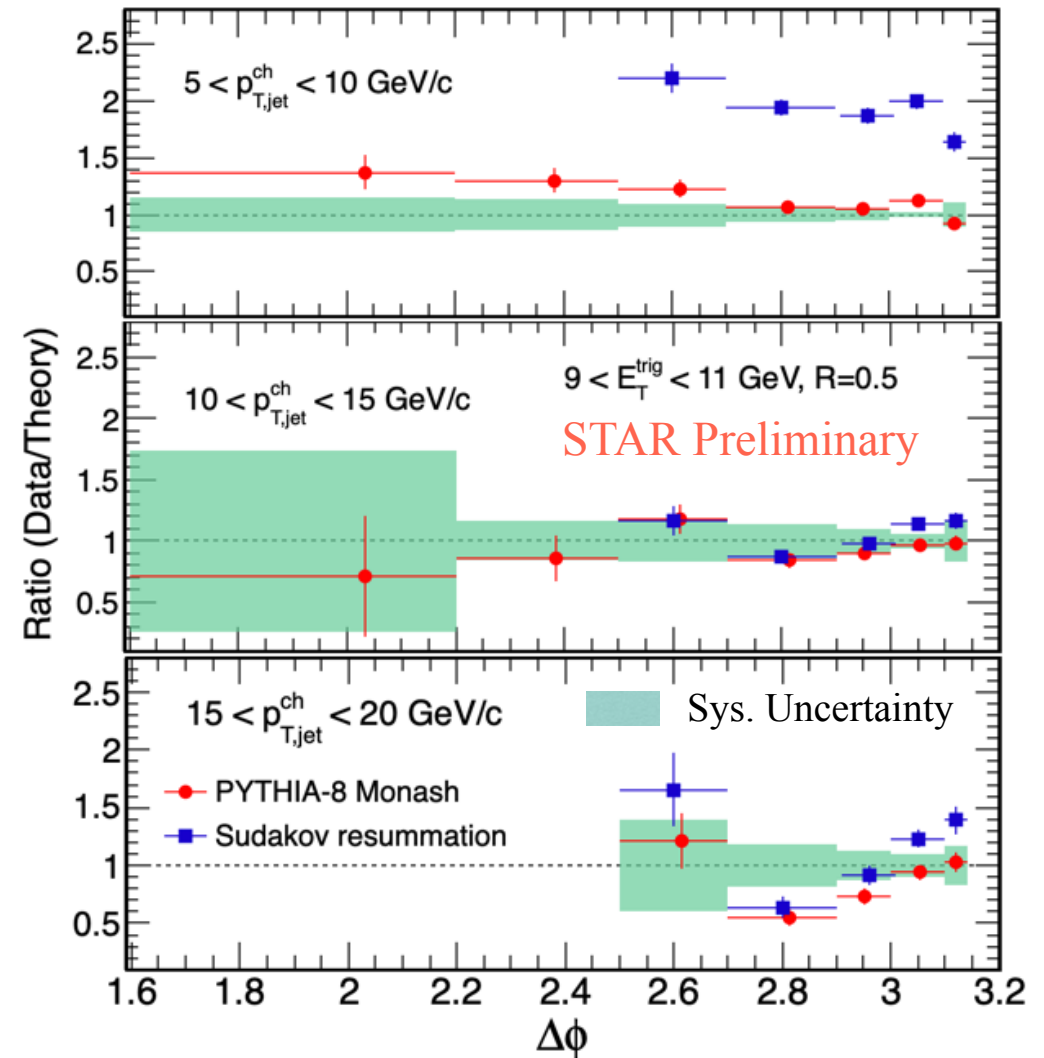 2.5
2
1.5
1
0.5
5 < p^ch_T,jet < 10 GeV/c
2.5
2
1.5
1
0.5
10 < p^ch_T,jet < 15 GeV/c
9 < E^trig_T < 11 GeV, R=0.5
STAR Preliminary
Ratio (Data/Theory)
2.5
2
1.5
1
0.5
15 < p^ch_T,jet < 20 GeV/c
Sys. Uncertainty
PYTHIA-8 Monash
Sudakov resummation
1.6 1.8 2 2.2 2.4 2.6 2.8 3 3.2
Δϕ